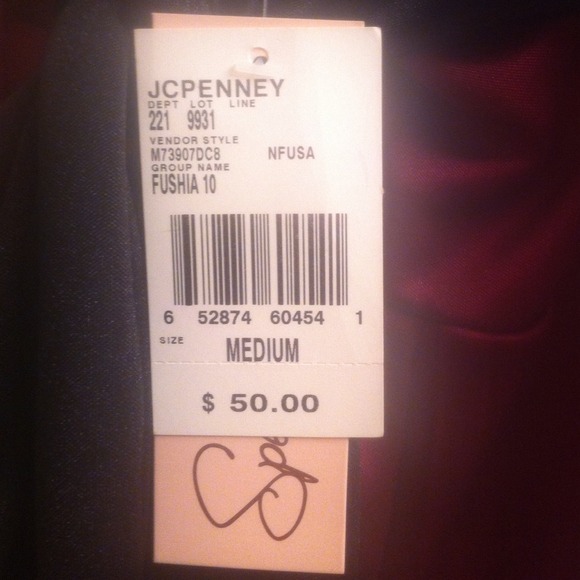 JCPENNEY
DEPT LOT LINE
221 9931
VENDOR STYLE
M73907DC8 NFUSA
GROUP NAME
FUSHIA 10
6 52874 60454 1
SIZE MEDIUM
$ 50.00